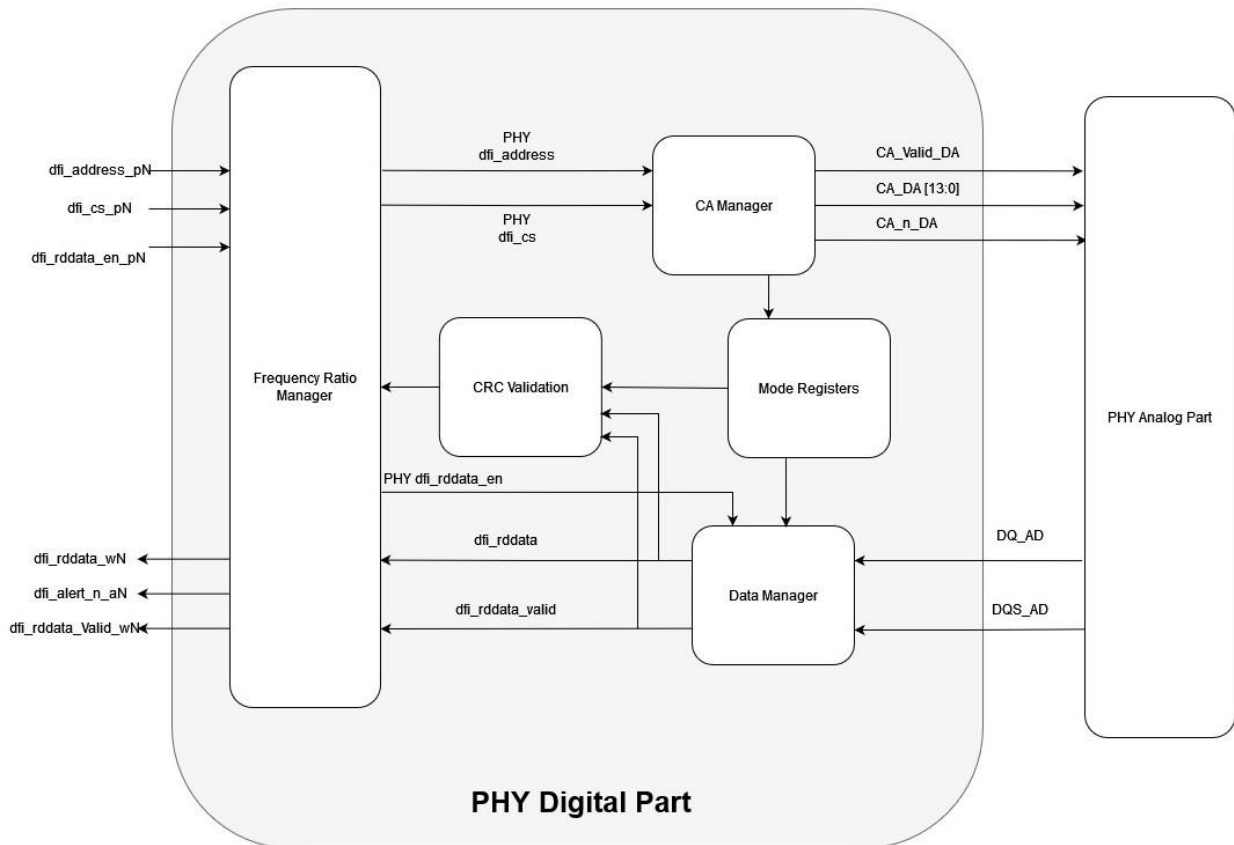 PHY
dfi_address
CA_Valid_DA
dfi_address_pN
CA_DA [13:0]
dfi_cs_pN
CA Manager
PHY
dfi_cs
CA_n_DA
dfi_rddata_en_pN
Frequency Ratio
Manager
CRC Validation
Mode Registers
PHY Analog Part
PHY dfi_rddata_en
dfi_rddata
DQ_AD
dfi_rddata_wN
dfi_alert_n_aN
Data Manager
dfi_rddata_valid
DQS_AD
dfi_rddata_Valid_wN
PHY Digital Part